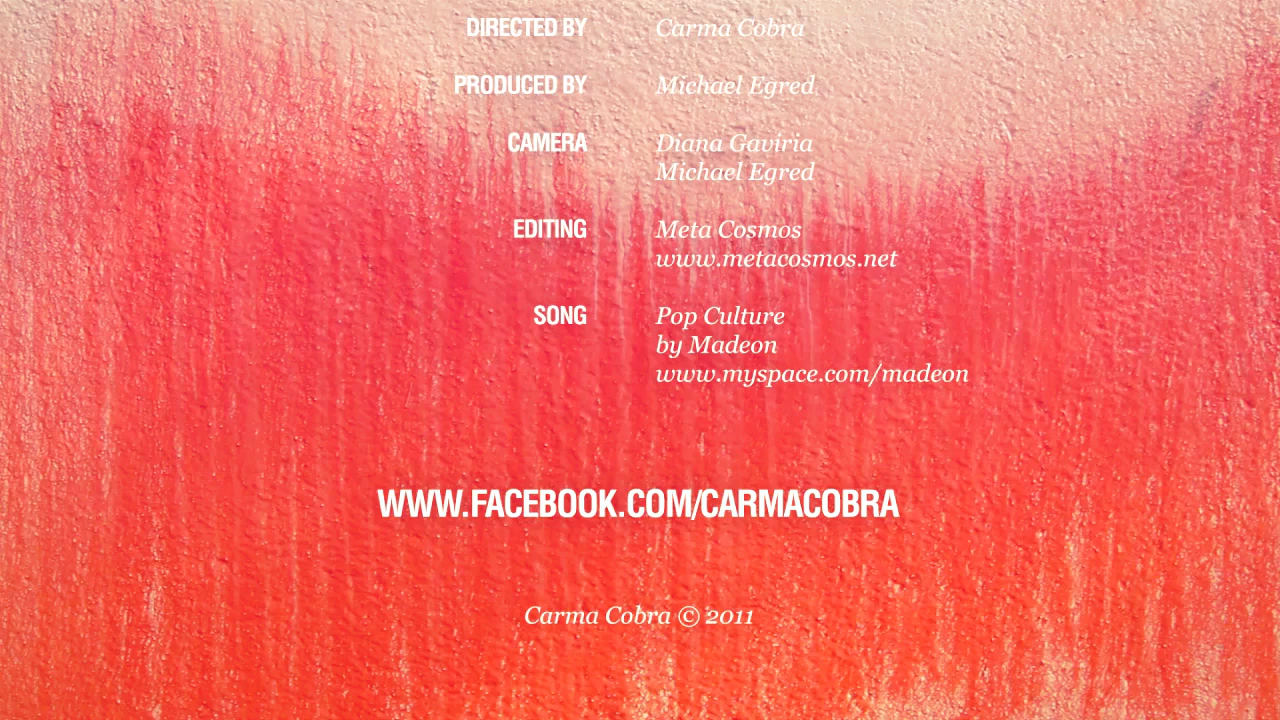 DIRECTED BY Carma Cobra
PRODUCED BY Michael Egred
CAMERA Diana Gaviria
Michael Egred
EDITING Meta Cosmos
www.metacosmos.net
SONG Pop Culture
by Madeon
www.myspace.com/madeon
WWW.FACEBOOK.COM/CARMACOBRA
Carma Cobra © 2011